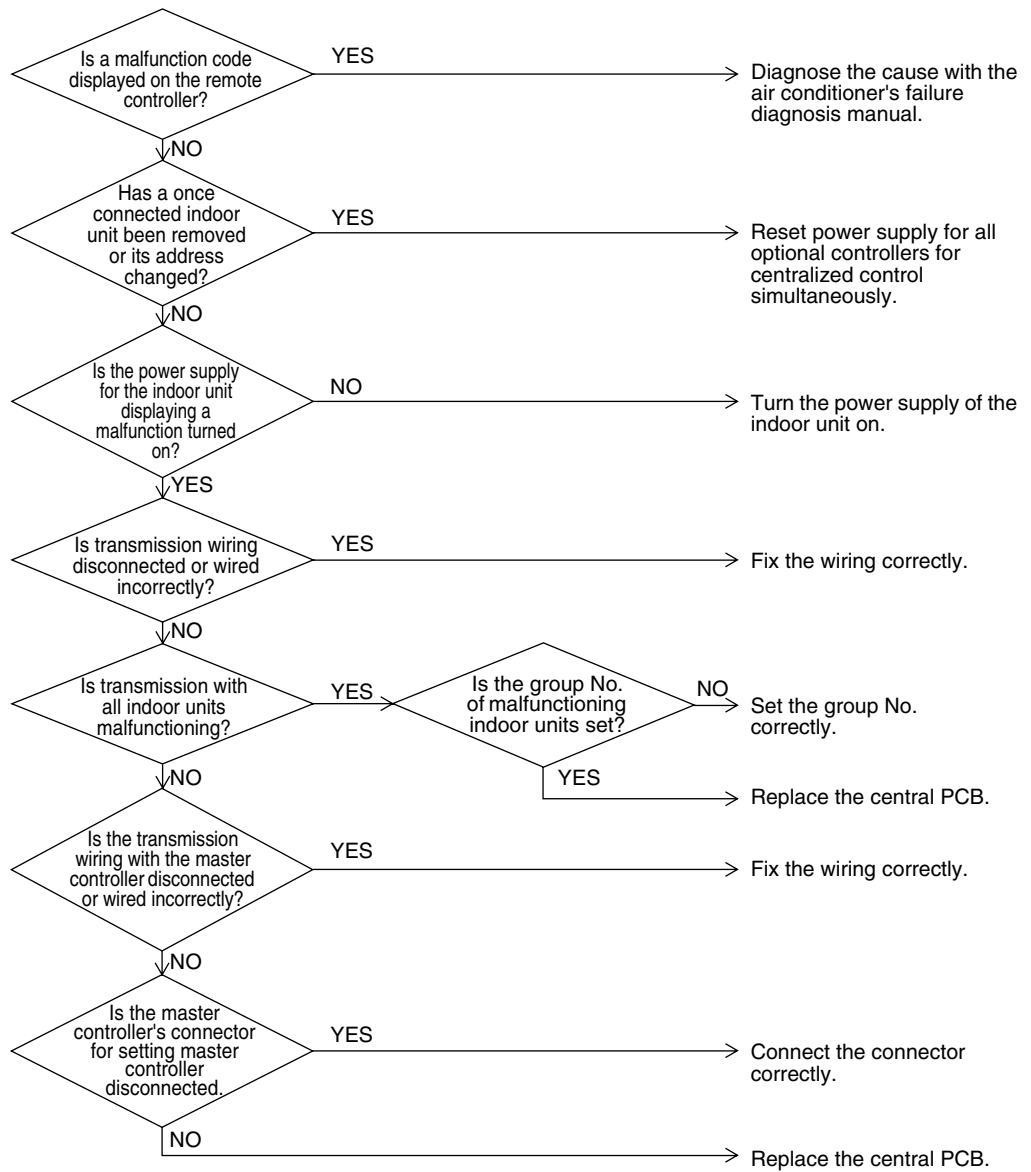 Is a malfunction code
displayed on the remote
controller?
YES
Diagnose the cause with the
air conditioner's failure
diagnosis manual.
NO
Has a once
connected indoor
unit been removed
or its address
changed?
YES
Reset power supply for all
optional controllers for
centralized control
simultaneously.
NO
Is the power supply
for the indoor unit
displaying a
malfunction turned
on?
NO
Turn the power supply of the
indoor unit on.
YES
Is transmission wiring
disconnected or wired
incorrectly?
YES
Fix the wiring correctly.
NO
Is transmission with
all indoor units
malfunctioning?
YES
Is the group No.
of malfunctioning
indoor units set?
NO
Set the group No.
correctly.
YES
Replace the central PCB.
NO
Is the transmission
wiring with the master
controller disconnected
or wired incorrectly?
YES
Fix the wiring correctly.
NO
Is the master
controller's connector
for setting master
controller
disconnected.
YES
Connect the connector
correctly.
NO
Replace the central PCB.